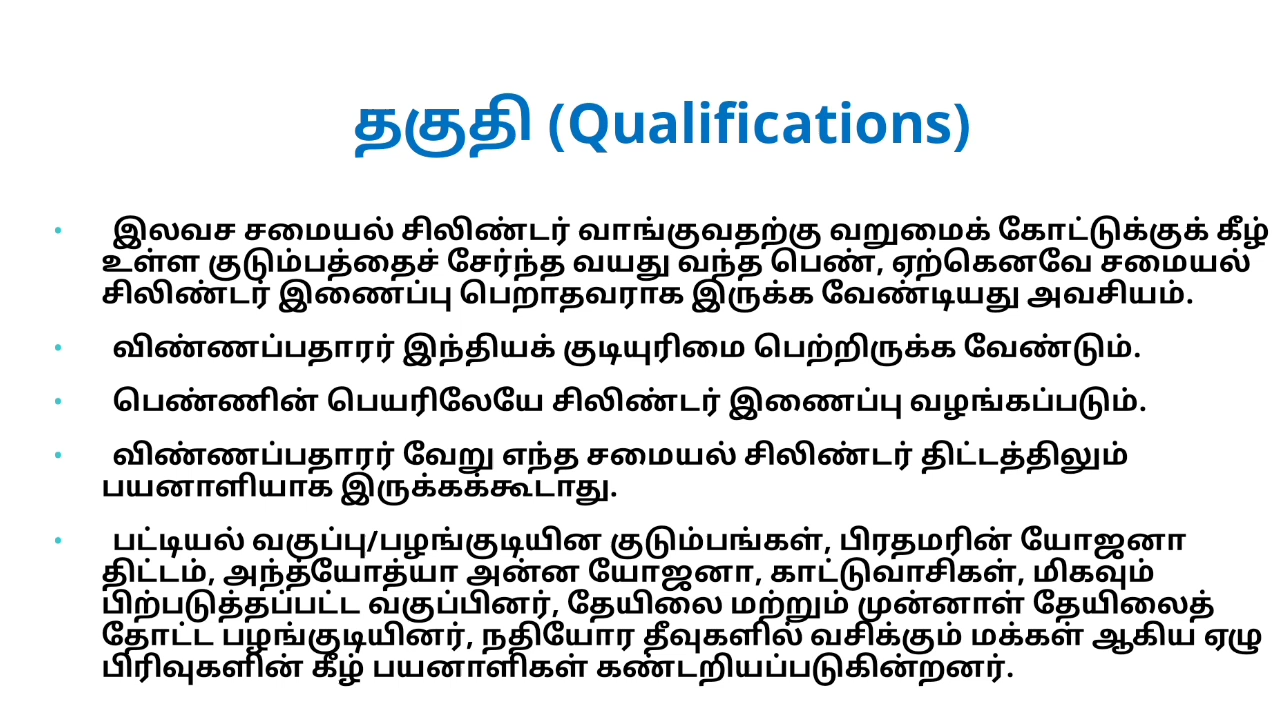 தகுதி (Qualifications)
• இலவச சமையல் சிலிண்டர் வாங்குவதற்கு வறுமைக் கோட்டுக்குக் கீழ்
உள்ள குடும்பத்தைச் சேர்ந்த வயது வந்த பெண், ஏற்கெனவே சமையல்
சிலிண்டர் இணைப்பு பெறாதவராக இருக்க வேண்டியது அவசியம்.
• விண்ணப்பதாரர் இந்தியக் குடியுரிமை பெற்றிருக்க வேண்டும்.
• பெண்ணின் பெயரிலேயே சிலிண்டர் இணைப்பு வழங்கப்படும்.
• விண்ணப்பதாரர் வேறு எந்த சமையல் சிலிண்டர் திட்டத்திலும்
பயனாளியாக இருக்கக்கூடாது.
• பட்டியல் வகுப்பு/பழங்குடியின குடும்பங்கள், பிரதமரின் யோஜனா
திட்டம், அந்த்யோத்யா அன்ன யோஜனா, காட்டுவாசிகள், மிகவும்
பிற்படுத்தப்பட்ட வகுப்பினர், தேயிலை மற்றும் முன்னாள் தேயிலைத்
தோட்ட பழங்குடியினர், நதியோர தீவுகளில் வசிக்கும் மக்கள் ஆகிய ஏழு
பிரிவுகளின் கீழ் பயனாளிகள் கண்டறியப்படுகின்றனர்.